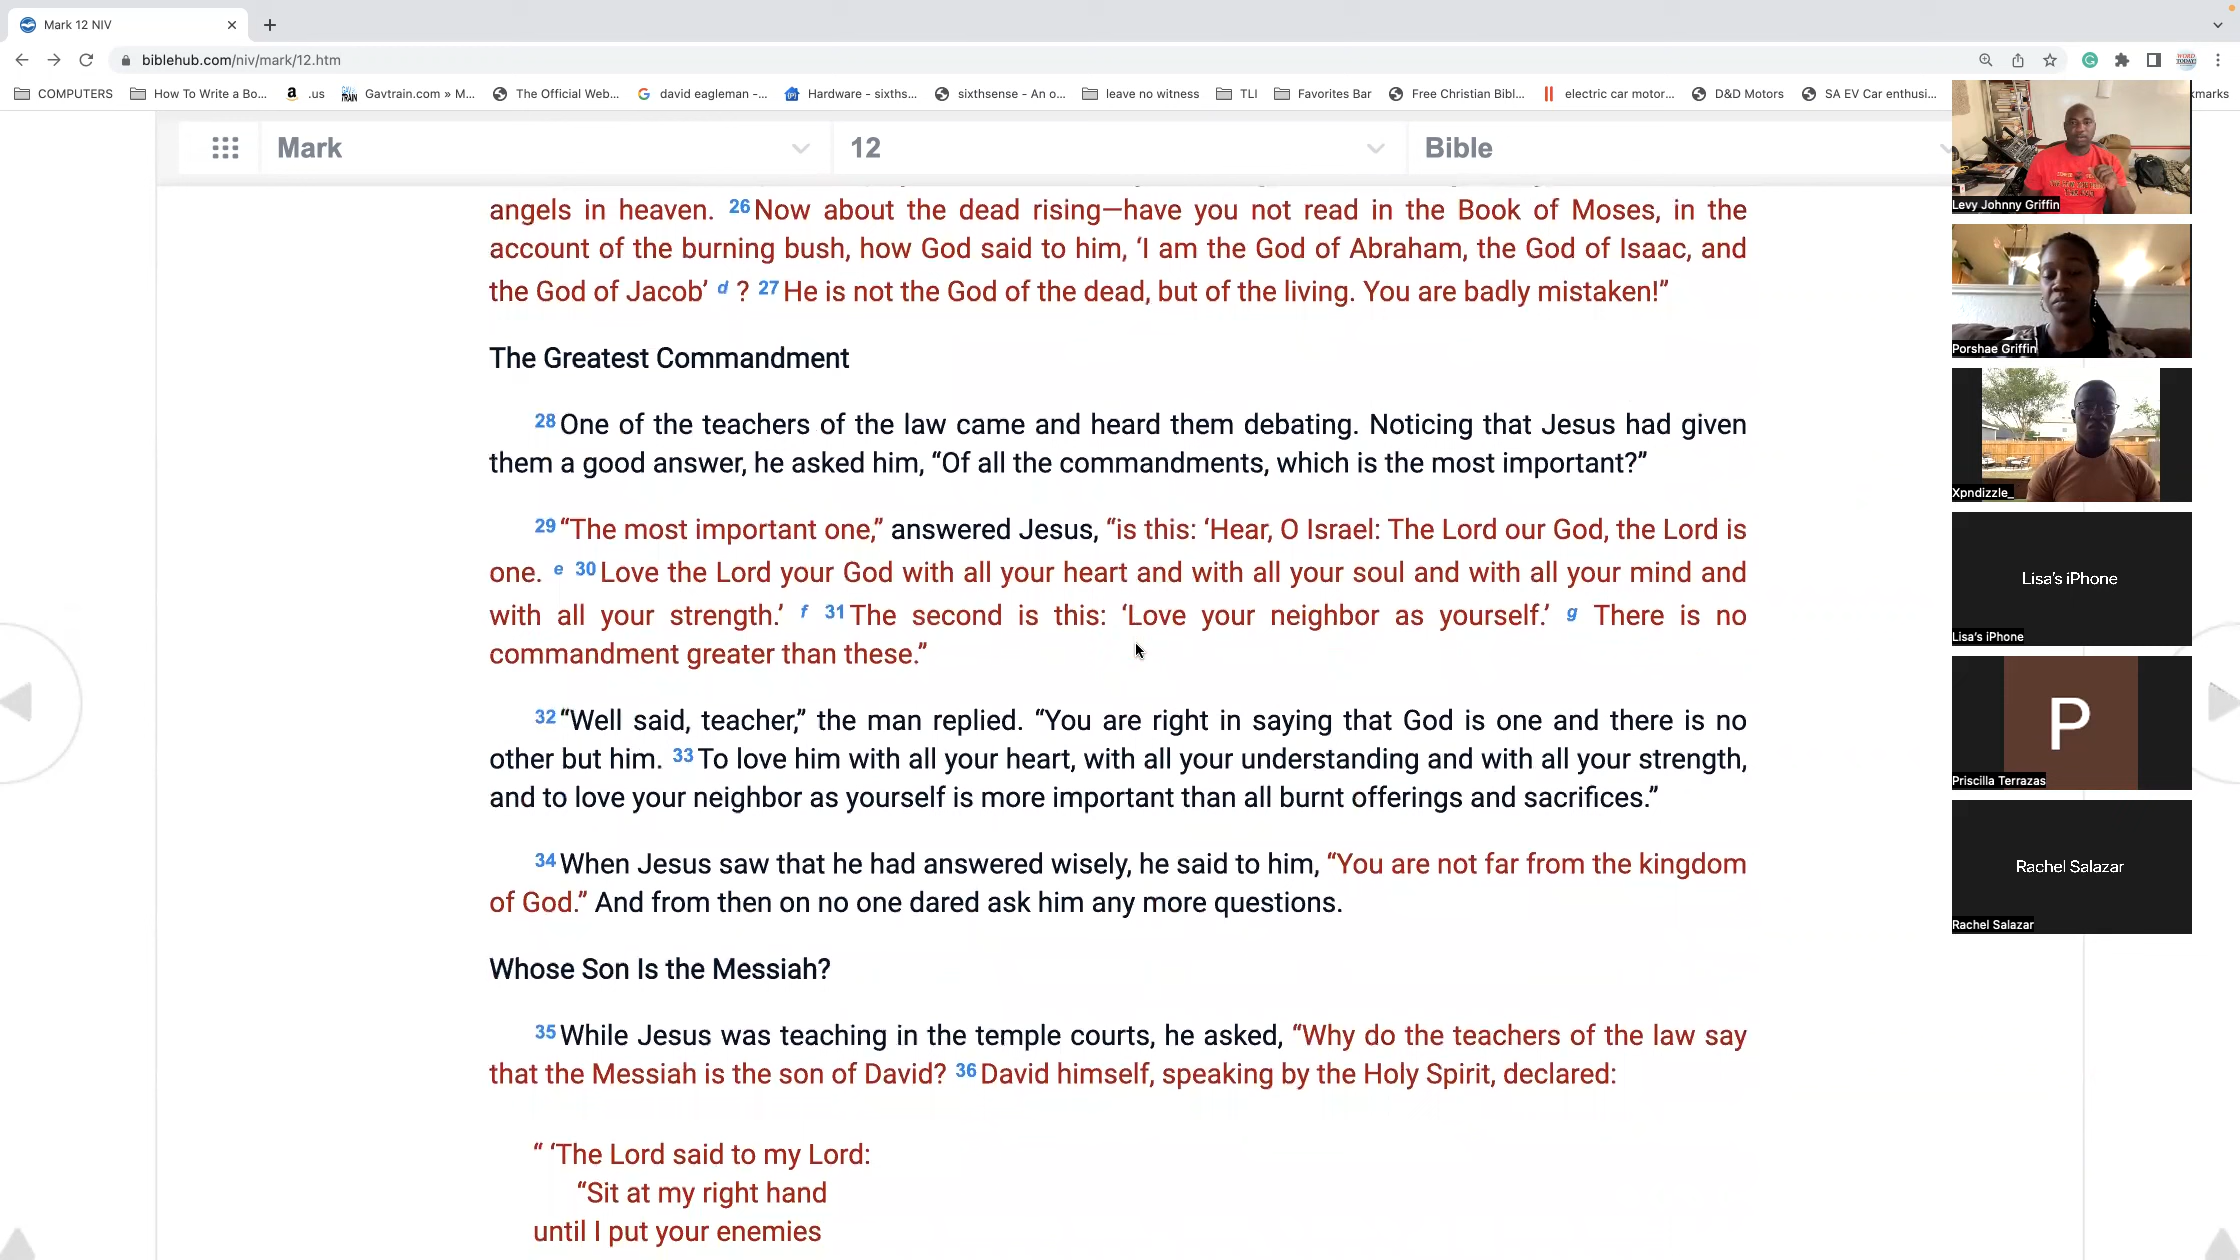 Mark 12 NIV
biblehub.com/niv/mark/12.htm
COMPUTERS How To Write a Bo... .us Gavtrain.com » M... The Official Web... david eagleman -... Hardware - sixths... sixthsense - An o... leave no witness TLI Favorites Bar Free Christian Bibl... electric car motor... D&D Motors SA EV Car enthusi... kmarks
Mark 12 Bible
angels in heaven. 26 Now about the dead rising—have you not read in the Book of Moses, in the
account of the burning bush, how God said to him, ‘I am the God of Abraham, the God of Isaac, and
the God of Jacob’ d ? 27 He is not the God of the dead, but of the living. You are badly mistaken!”
The Greatest Commandment
28 One of the teachers of the law came and heard them debating. Noticing that Jesus had given
them a good answer, he asked him, “Of all the commandments, which is the most important?”
29 “The most important one,” answered Jesus, “is this: ‘Hear, O Israel: The Lord our God, the Lord is
one. e 30 Love the Lord your God with all your heart and with all your soul and with all your mind and
with all your strength.’ f 31 The second is this: ‘Love your neighbor as yourself.’ g There is no
commandment greater than these.”
32 “Well said, teacher,” the man replied. “You are right in saying that God is one and there is no
other but him. 33 To love him with all your heart, with all your understanding and with all your strength,
and to love your neighbor as yourself is more important than all burnt offerings and sacrifices.”
34 When Jesus saw that he had answered wisely, he said to him, “You are not far from the kingdom
of God.” And from then on no one dared ask him any more questions.
Whose Son Is the Messiah?
35 While Jesus was teaching in the temple courts, he asked, “Why do the teachers of the law say
that the Messiah is the son of David? 36 David himself, speaking by the Holy Spirit, declared:
“ ‘The Lord said to my Lord:
“Sit at my right hand
until I put your enemies
Levy Johnny Griffin
Porshae Griffin
Xpndizzle_
Lisa's iPhone
Lisa's iPhone
P
Priscilla Terrazas
Rachel Salazar
Rachel Salazar